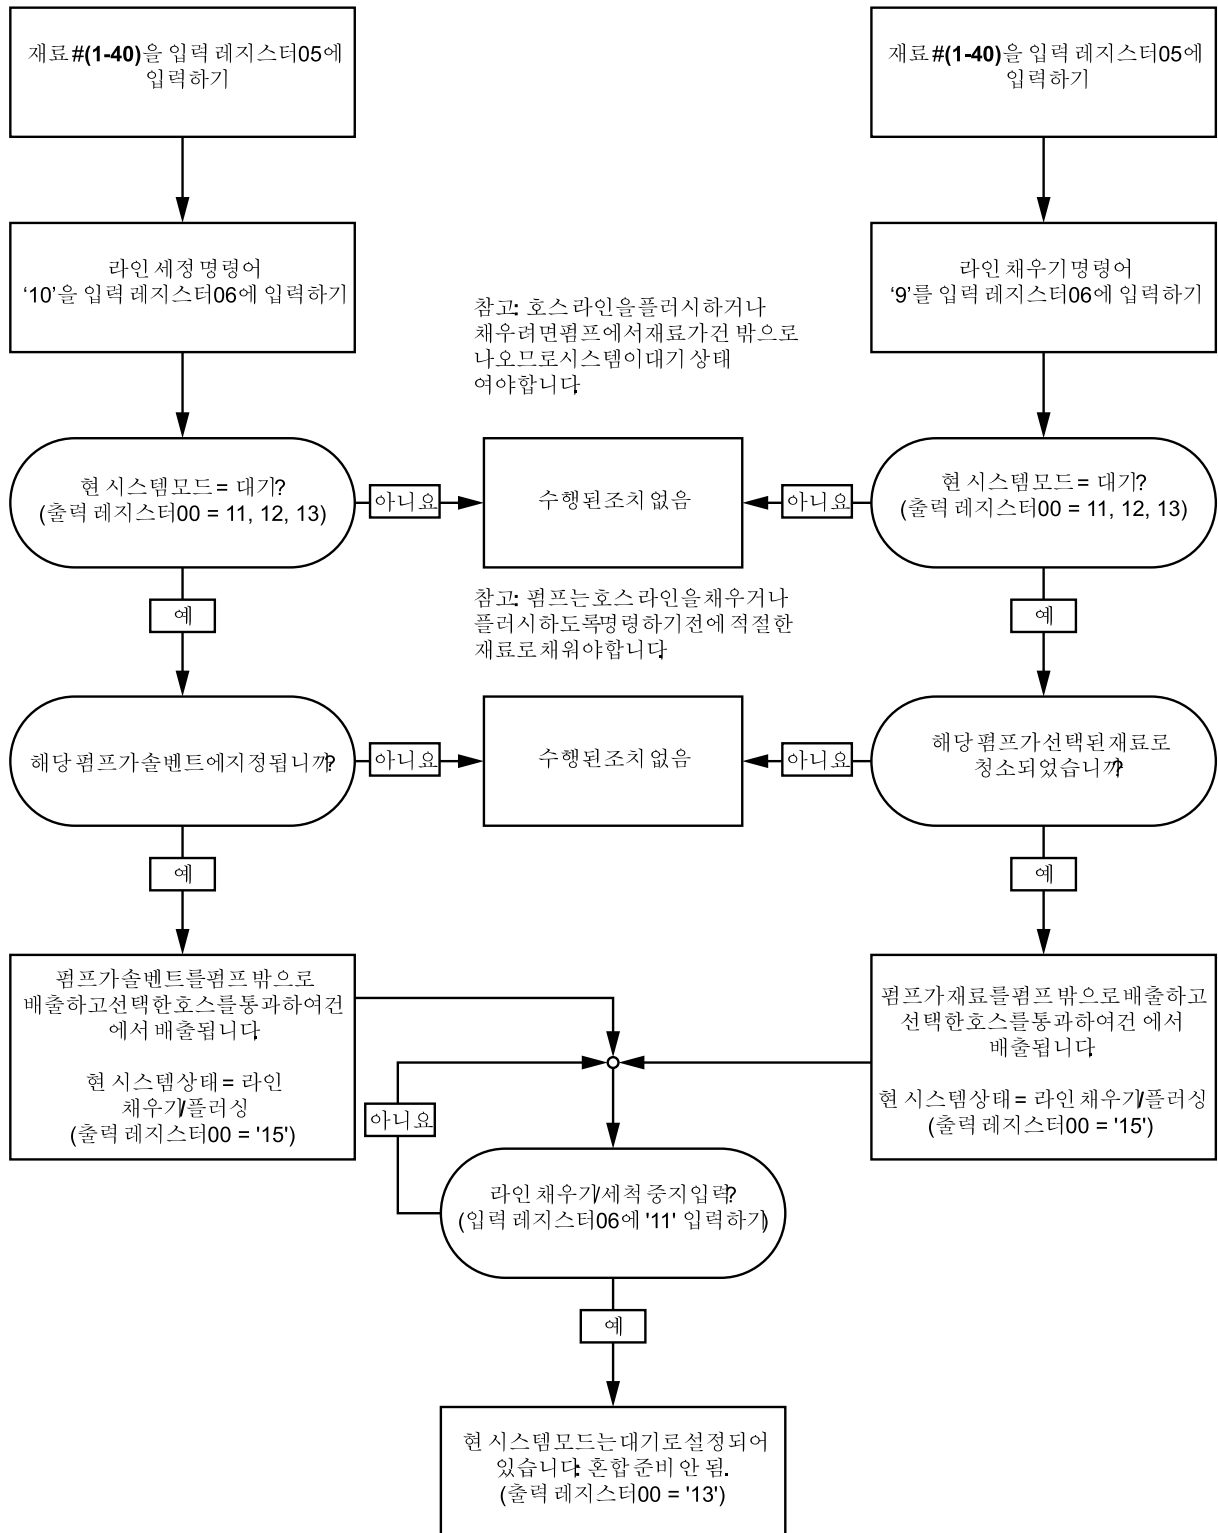 재료 #(1-40)을 입력 레지스터05에
입력하기
재료 #(1-40)을 입력 레지스터05에
입력하기
라인 세정 명령어
‘10’을 입력 레지스터06에 입력하기
라인 채우기 명령어
‘9’를 입력 레지스터06에 입력하기
참고: 호스 라인을 플러시하거나
채우려면 펌프에서 재료가 건 밖으로
나오므로 시스템이 대기 상태
여야 합니다.
현 시스템 모드 = 대기?
(출력 레지스터00 = 11, 12, 13)
아니요
수행된 조치 없음
아니요
현 시스템 모드 = 대기?
(출력 레지스터00 = 11, 12, 13)
예
참고: 펌프는 호스 라인을 채우거나
플러시하도록 명령하기 전에 적절한
재료로 채워야 합니다.
예
해당 펌프가 솔벤트에 지정됩니까?
아니요
수행된 조치 없음
아니요
해당 펌프가 선택된 재료로
청소되었습니까?
예
예
펌프가 솔벤트를 펌프 밖으로
배출하고 선택한 호스를 통과하여 건
에서 배출됩니다.
현 시스템 상태 = 라인
채우기/플러싱
(출력 레지스터00 = '15')
펌프가 재료를 펌프 밖으로 배출하고
선택한 호스를 통과하여 건 에서
배출됩니다.
현 시스템 상태 = 라인 채우기/플러싱
(출력 레지스터00 = '15')
아니요
라인 채우기/세척 중지 입력?
(입력 레지스터06에 '11' 입력하기)
예
현 시스템 모드는 대기로 설정되어
있습니다: 혼합 준비 안 됨.
(출력 레지스터00 = '13')